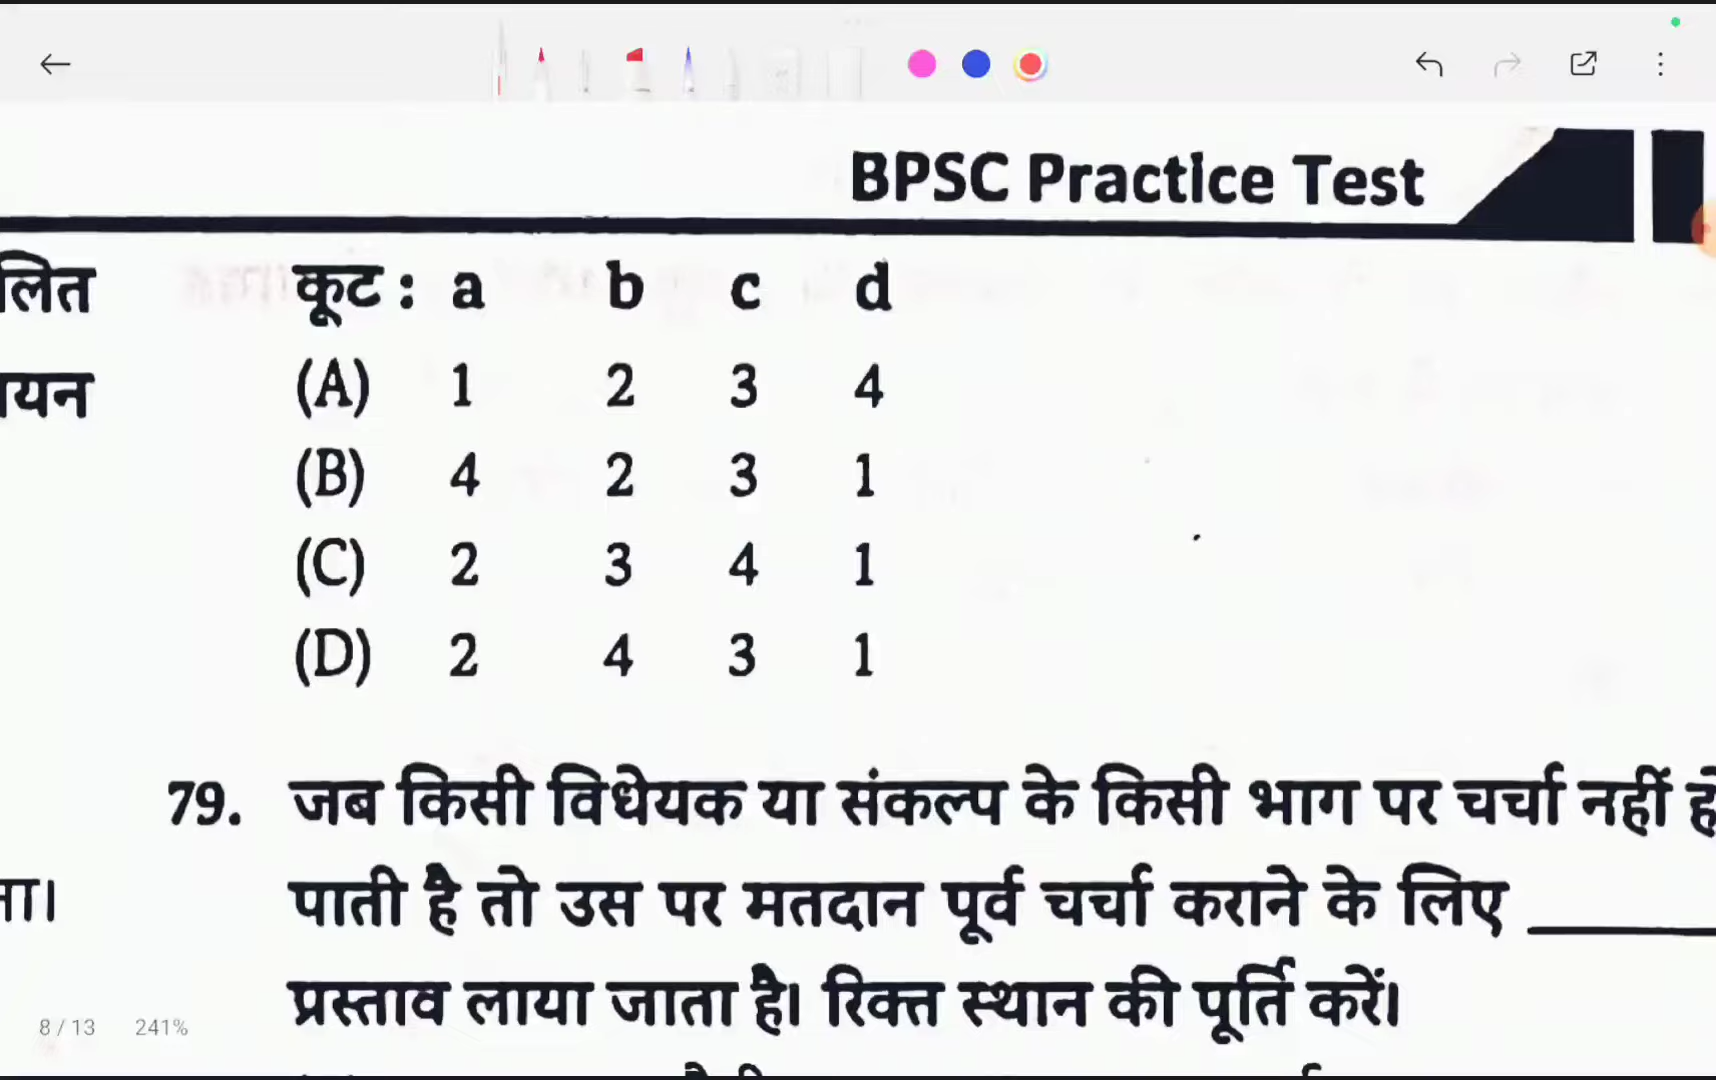 BPSC Practice Test
लित
यन
ता।
कूट : a b c d
(A) 1 2 3 4
(B) 4 2 3 1
(C) 2 3 4 1
(D) 2 4 3 1
79. जब किसी विधेयक या संकल्प के किसी भाग पर चर्चा नहीं हो
पाती है तो उस पर मतदान पूर्व चर्चा कराने के लिए ______
प्रस्ताव लाया जाता है। रिक्त स्थान की पूर्ति करें।
8 / 13 241%